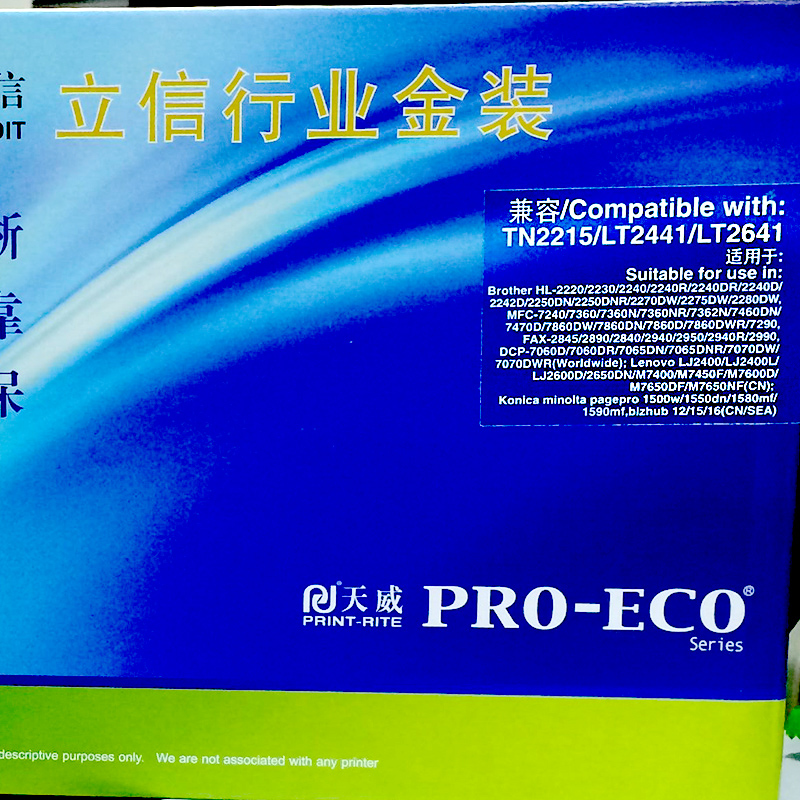 信
立信行业金装
DIT
新
靠
保
兼容/Compatible with:
TN2215/LT2441/LT2641
适用于:
Suitable for use in:
Brother HL-2220/2230/2240/2240R/2240DR/2240D/
2242D/2250DN/2250DNR/2270DW/2275DW/2280DW,
MFC-7240/7360/7360N/7360NR/7362N/7460DN/
7470D/7860DW/7860DN/7860D/7860DWR/7290,
FAX-2845/2890/2840/2940/2950/2940R/2990,
DCP-7060D/7060DR/7065DN/7065DNR/7070DW/
7070DWR(Worldwide); Lenovo LJ2400/LJ2400L/
LJ2600D/2650DN/M7400/M7450F/M7600D/
M7650DF/M7650NF(CN);
Konica minolta pagepro 1500w/1550dn/1580mf/
1590mf,bizhub 12/15/16(CN/SEA)
天威 PRO-ECO®
PRINT-RITE
Series
descriptive purposes only. We are not associated with any printer